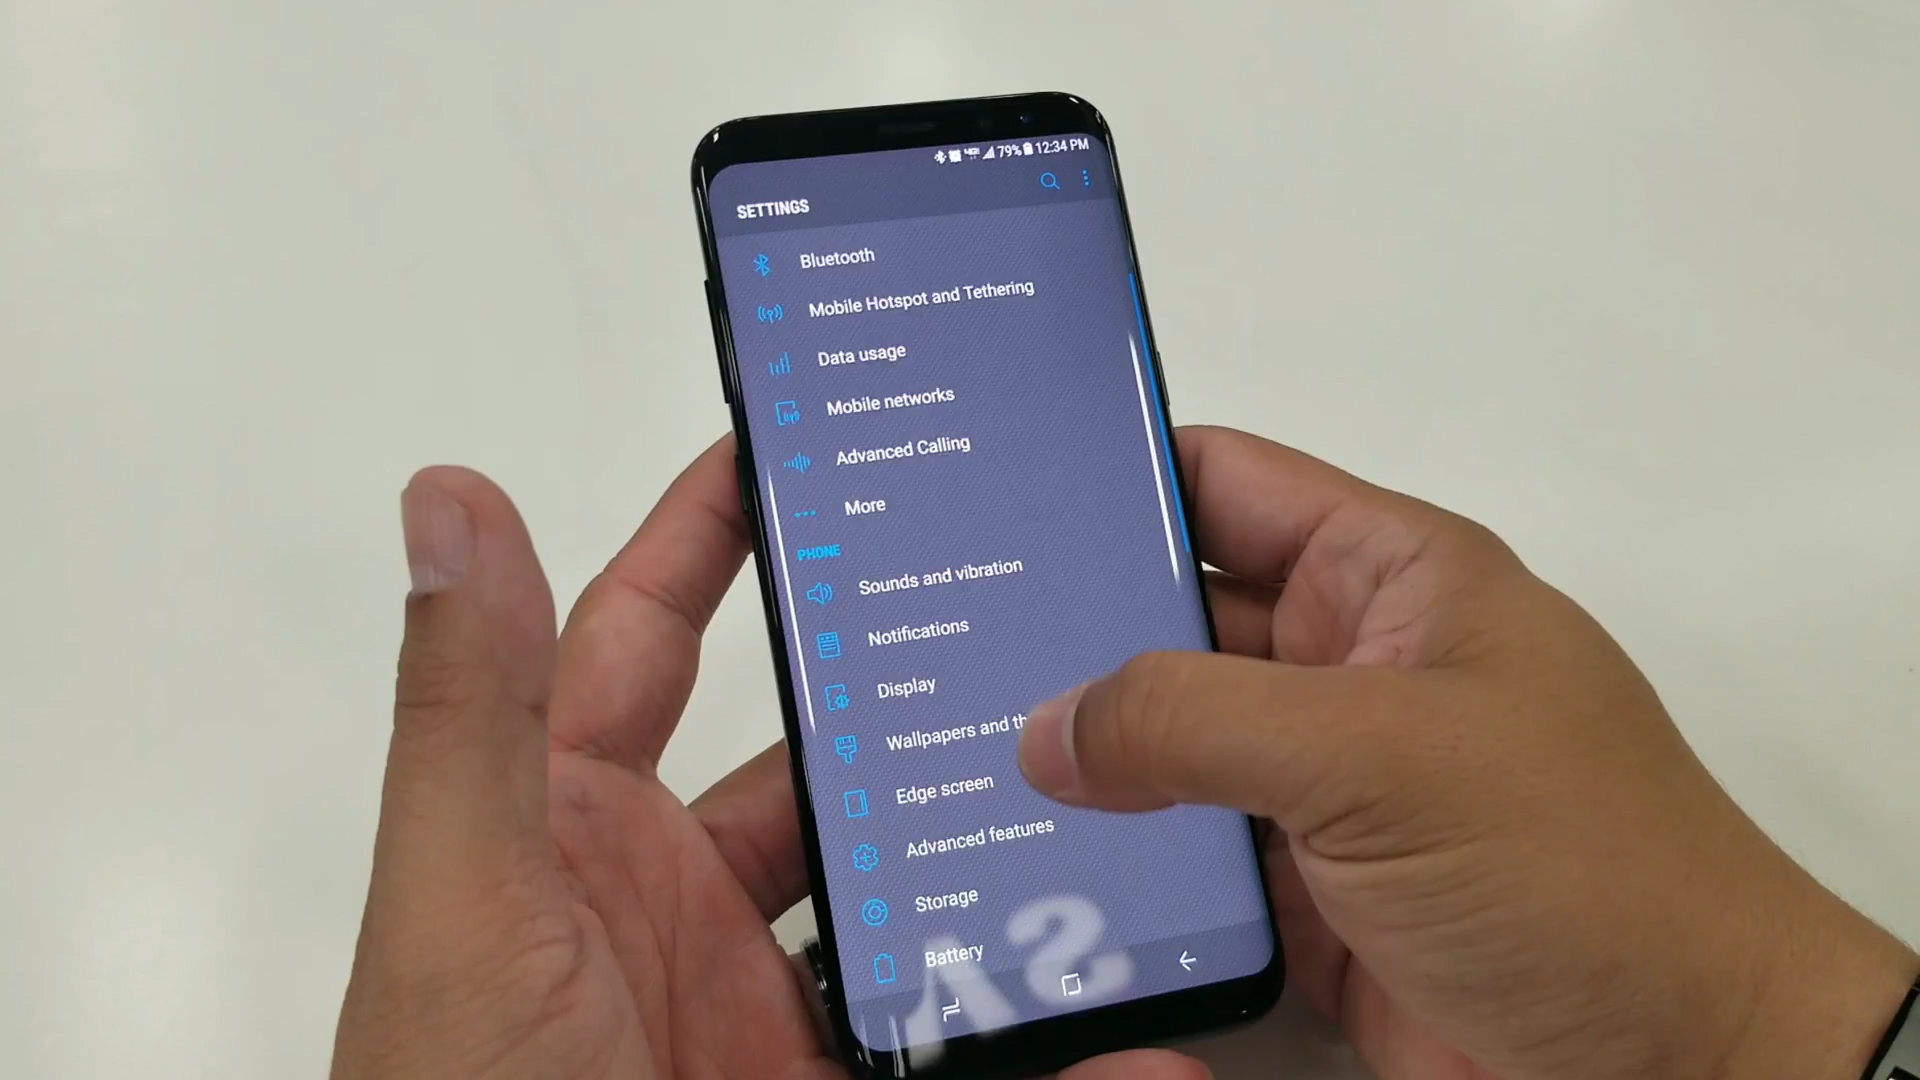 79% 12:34 PM
SETTINGS
Bluetooth
Mobile Hotspot and Tethering
Data usage
Mobile networks
Advanced Calling
More
PHONE
Sounds and vibration
Notifications
Display
Wallpapers and th
Edge screen
Advanced features
Storage
Battery
SA